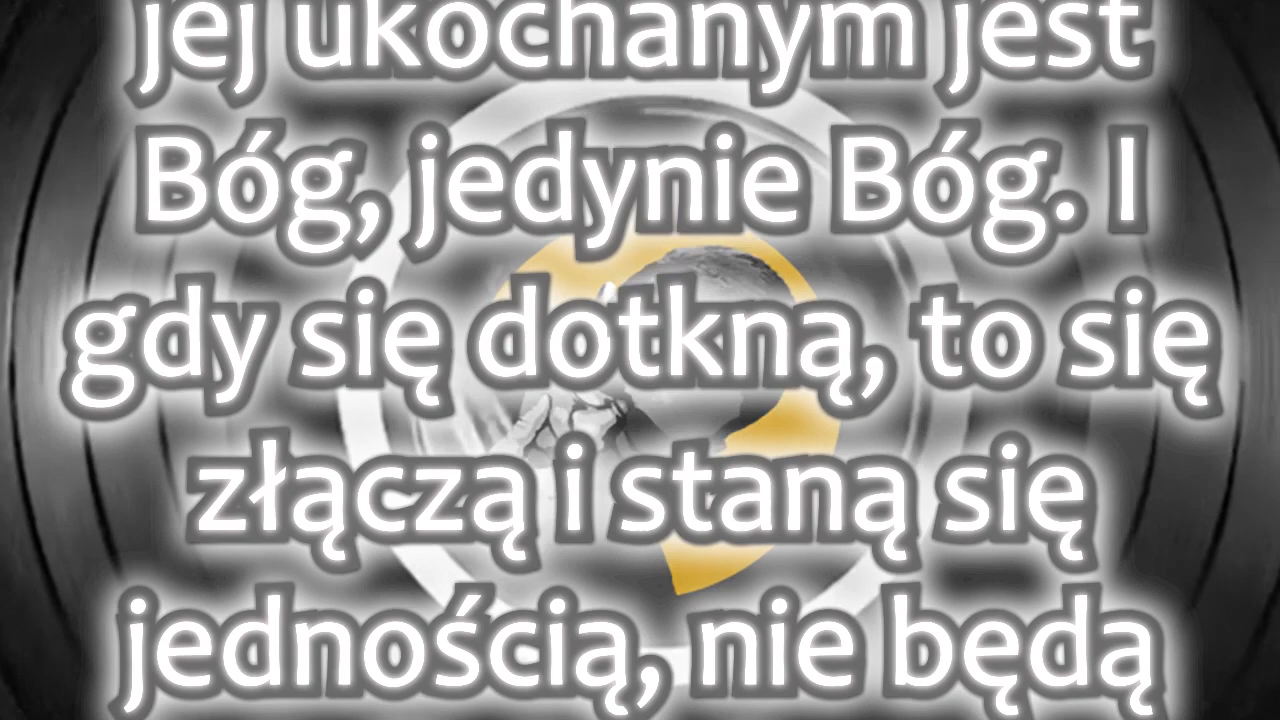 jej ukochanym jest
Bóg, jedynie Bóg. I
gdy się dotkną, to się
złączą i staną się
jednością, nie będą